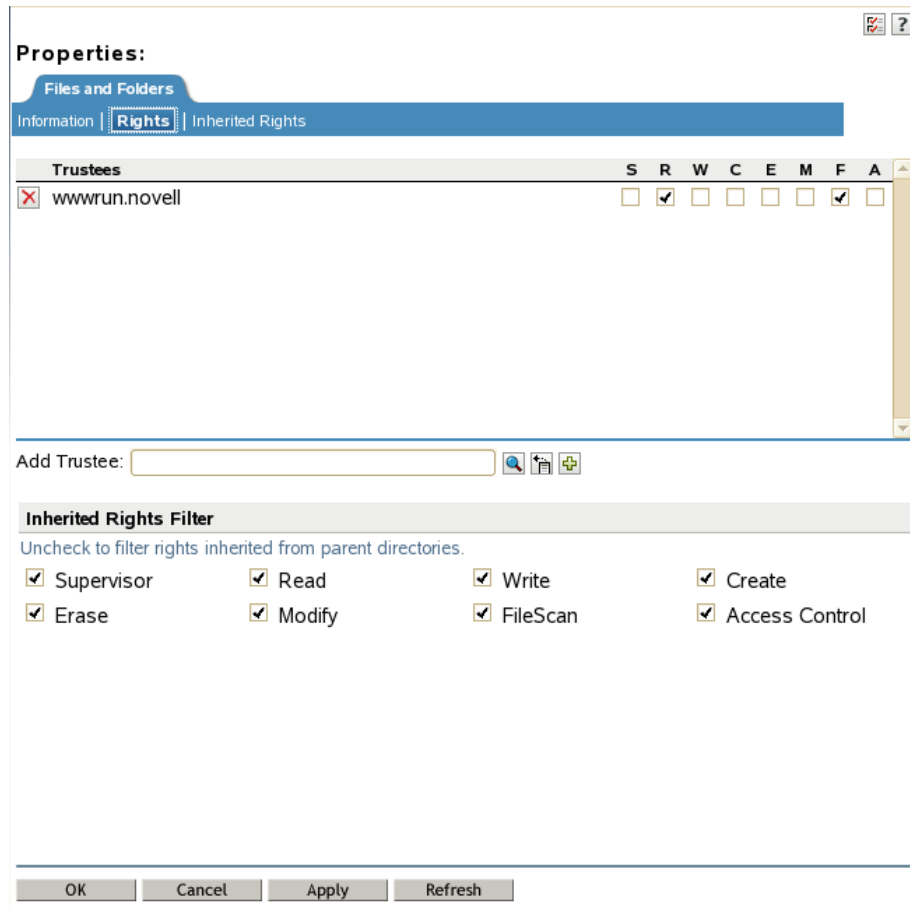 ?
Properties:
Files and Folders
Information | Rights | Inherited Rights
Trustees S R W C E M F A
wwwrun.novell
Add Trustee:
Inherited Rights Filter
Uncheck to filter rights inherited from parent directories.
Supervisor Read Write Create
Erase Modify FileScan Access Control
OK Cancel Apply Refresh